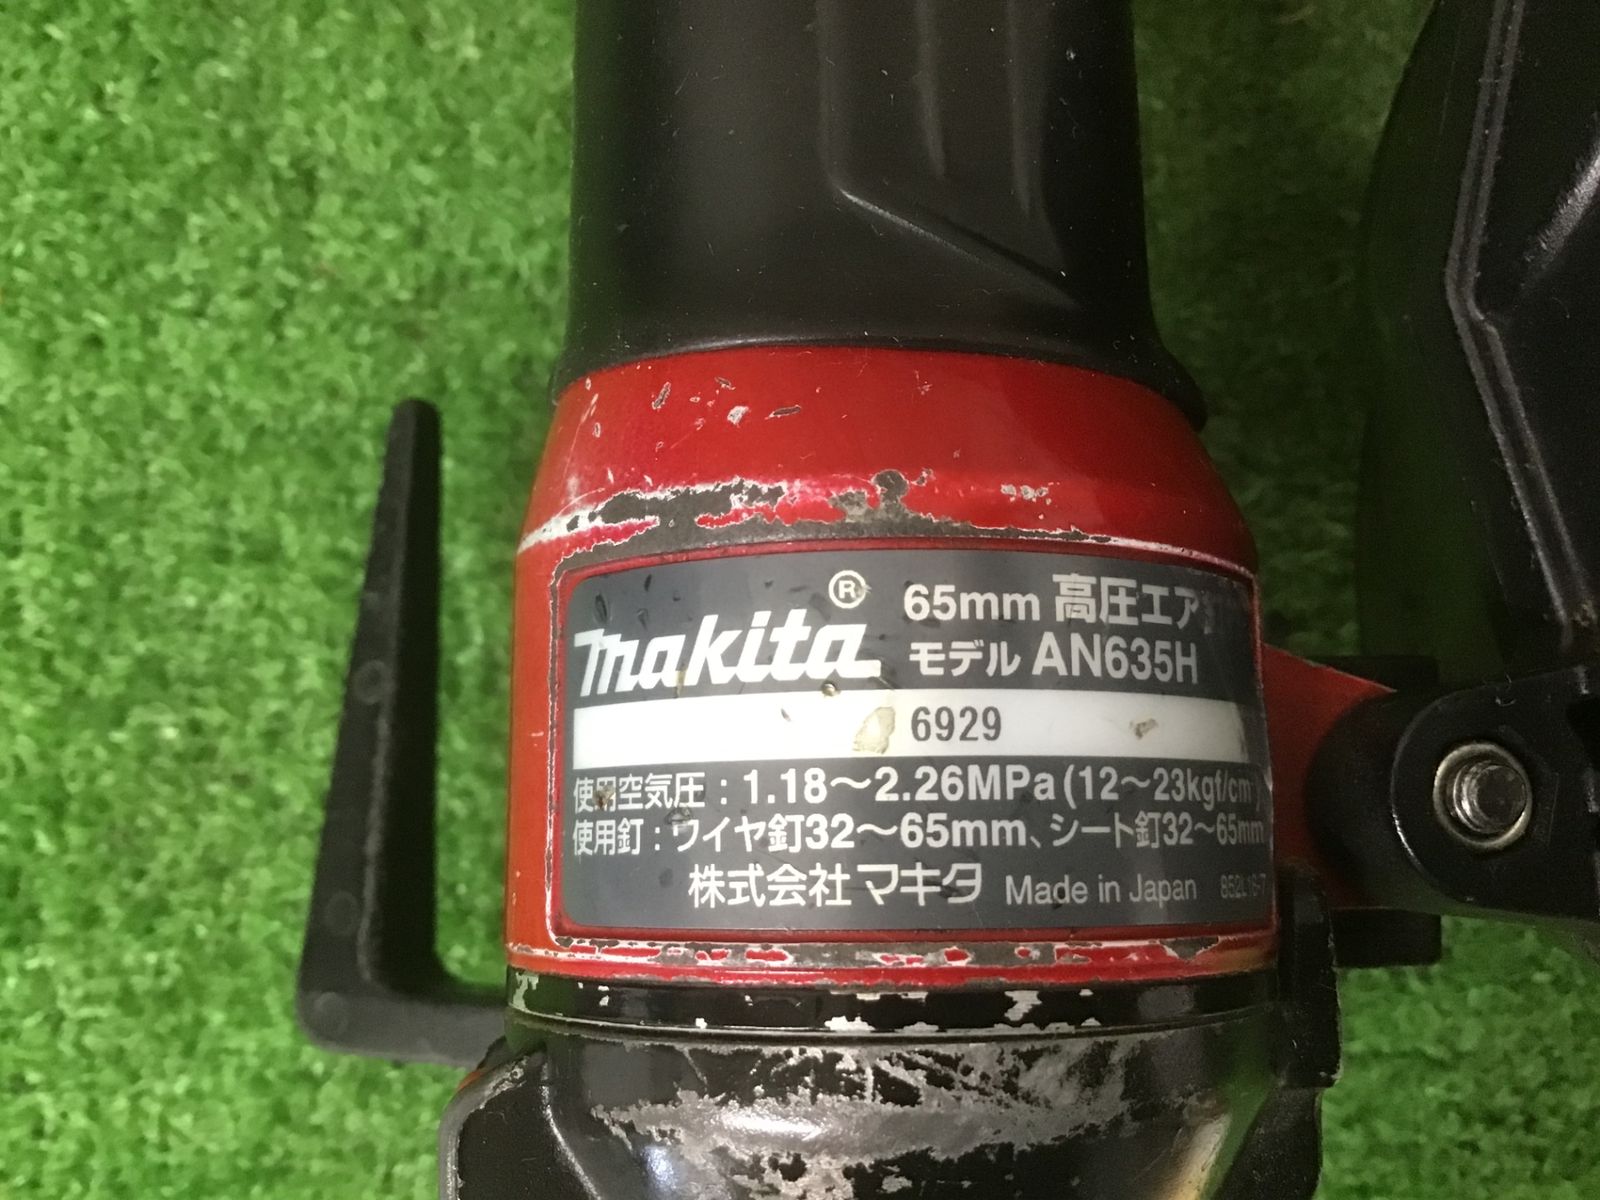 makita®
65mm 高圧エア
モデル AN635H
6929
使用空気圧：1.18～2.26MPa(12～23kgf/cm
使用釘：ワイヤ釘32～65mm、シート釘32～65mm
株式会社マキタ Made in Japan